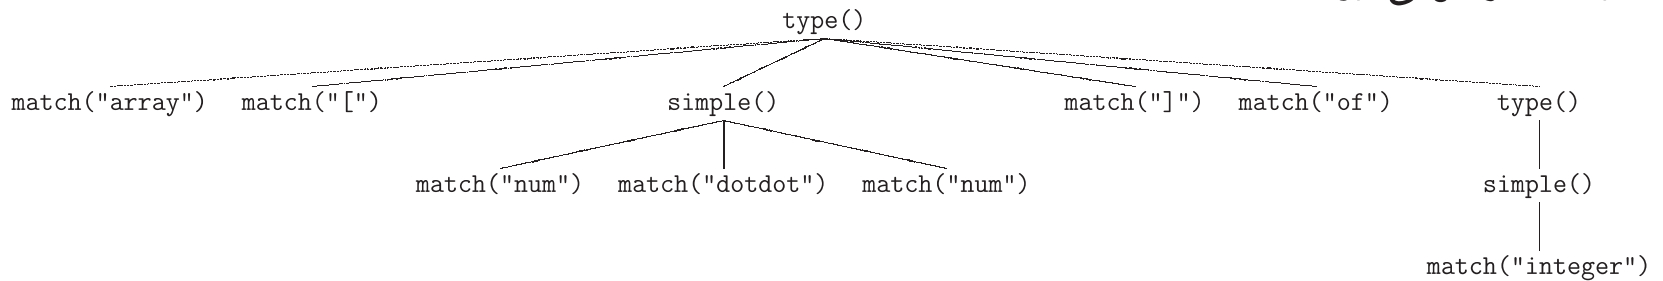 type()
match("array") match("[") simple() match("]") match("of") type()
match("num") match("dotdot") match("num") simple()
match("integer")